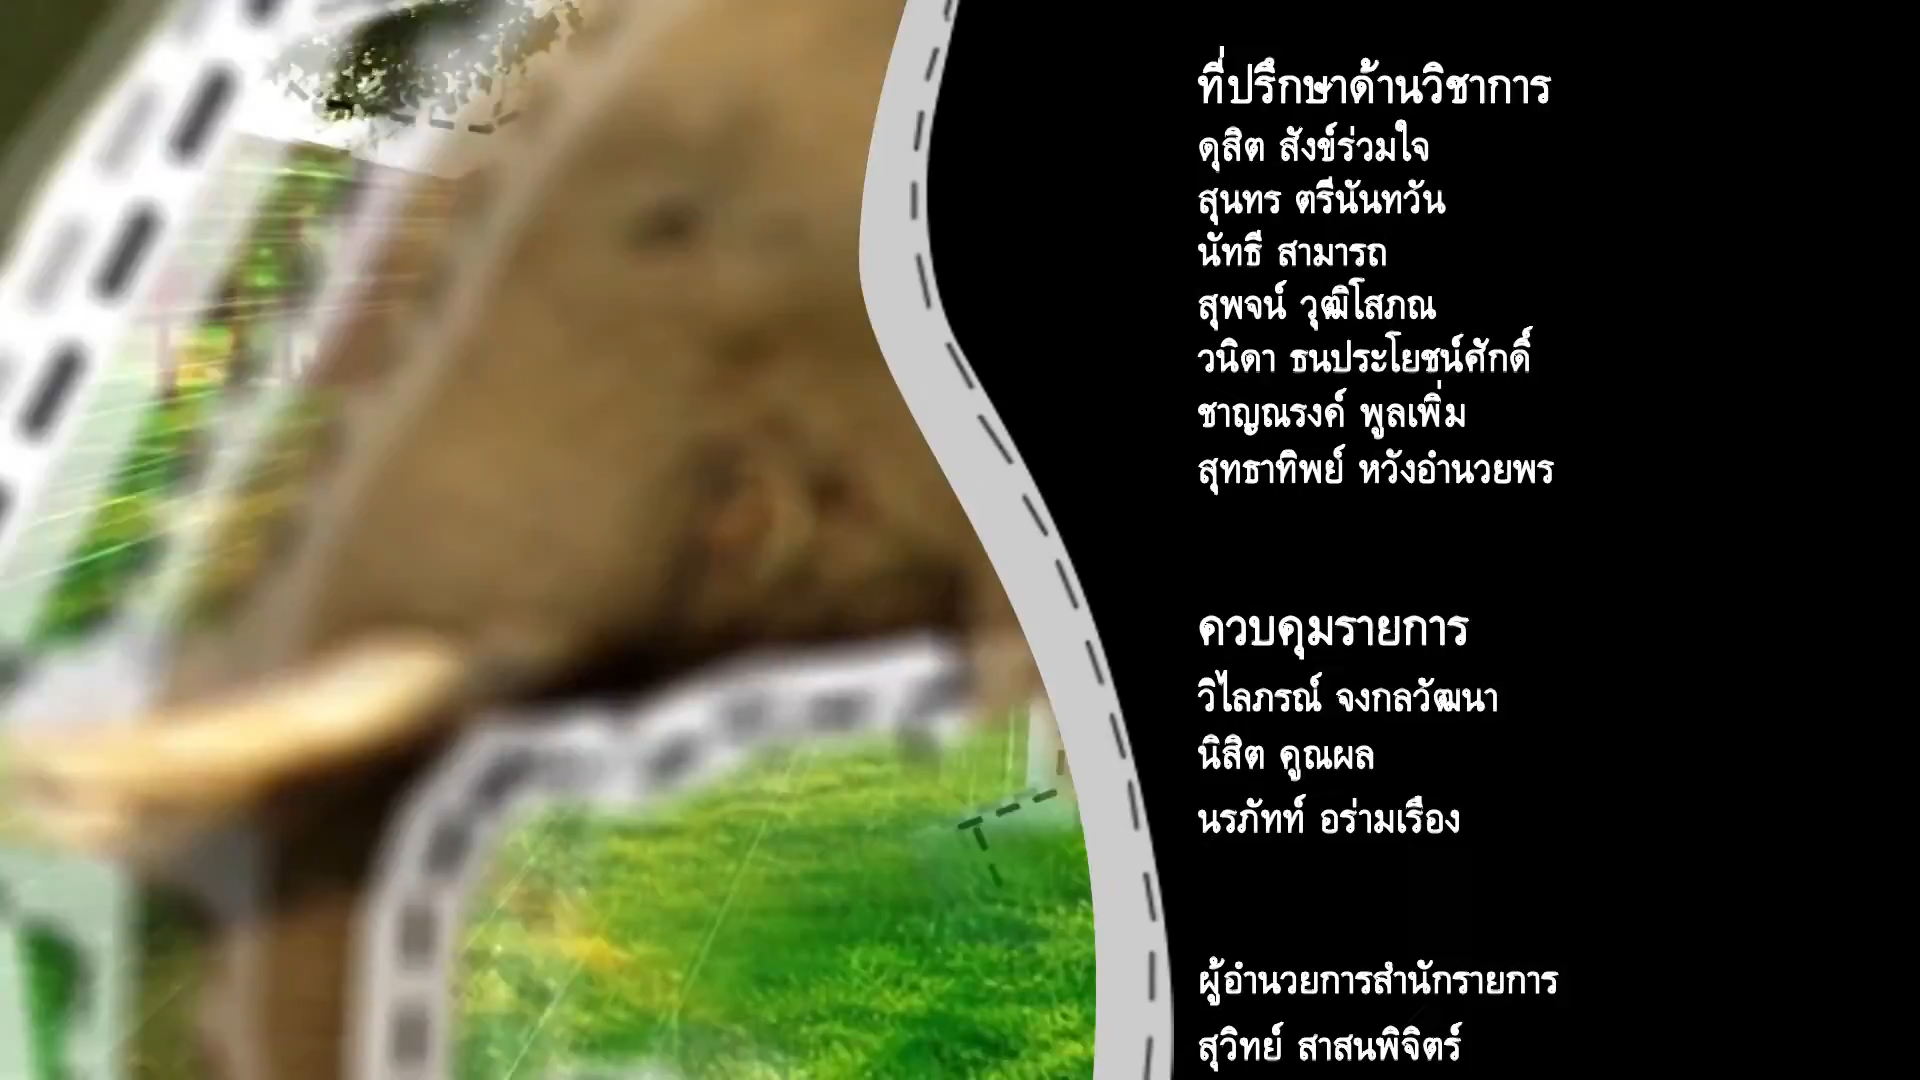 ที่ปรึกษาด้านวิชาการ
ดุสิต สังข์ร่วมใจ
สุนทร ตรีนันทวัน
นัทธี สามารถ
สุพจน์ วุฒิโสภณ
วนิดา ธนประโยชน์ศักดิ์
ชาญณรงค์ พูลเพิ่ม
สุทธาทิพย์ หวังอำนวยพร
ควบคุมรายการ
วิไลภรณ์ จงกลวัฒนา
นิสิต คูณผล
นรภัทท์ อร่ามเรือง
ผู้อำนวยการสำนักรายการ
สุวิทย์ สาสนพิจิตร์